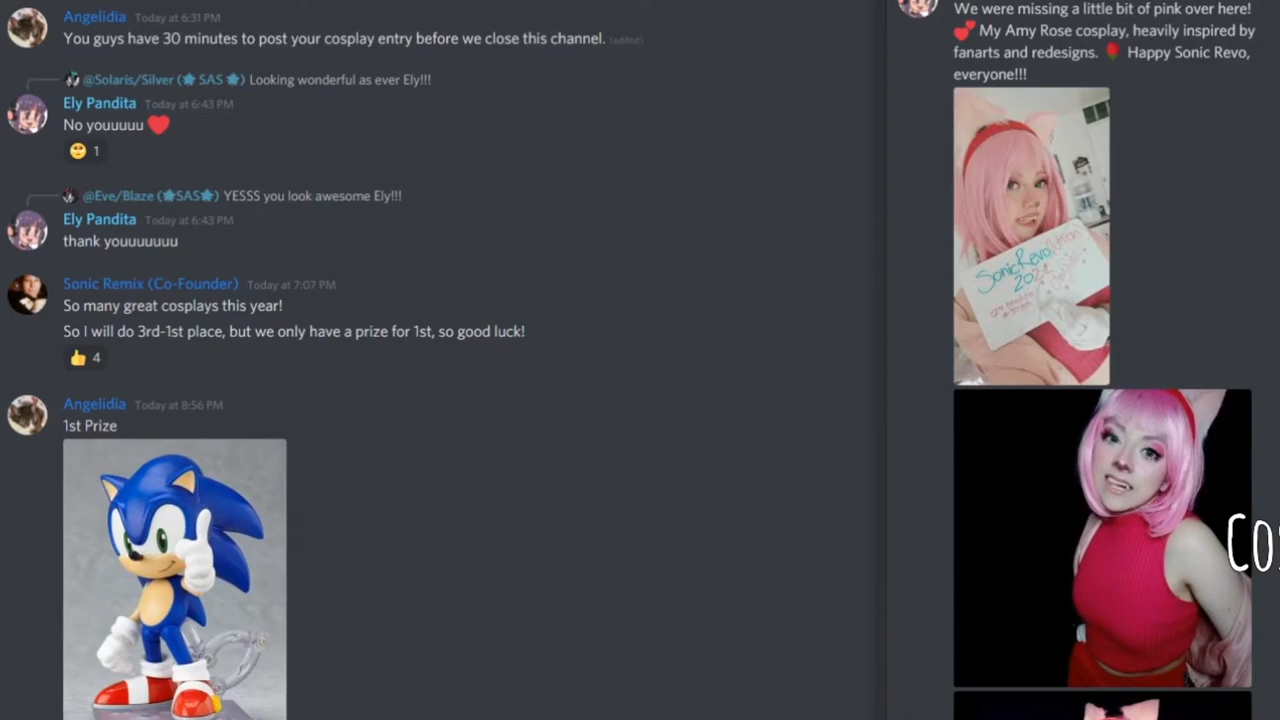 Angelidia Today at 6:31 PM
You guys have 30 minutes to post your cosplay entry before we close this channel. (edited)
@Solaris/Silver (SAS) Looking wonderful as ever Ely!!!
Ely Pandita Today at 6:43 PM
No youuuuu
1
@Eve/Blaze (SAS) YESSS you look awesome Ely!!!
Ely Pandita Today at 6:43 PM
thank youuuuuuu
Sonic Remix (Co-Founder) Today at 7:07 PM
So many great cosplays this year!
So I will do 3rd-1st place, but we only have a prize for 1st, so good luck!
4
Angelidia Today at 8:56 PM
1st Prize
We were missing a little bit of pink over here!
My Amy Rose cosplay, heavily inspired by
fanarts and redesigns. Happy Sonic Revo,
everyone!!!
SonicRevolution
Cos